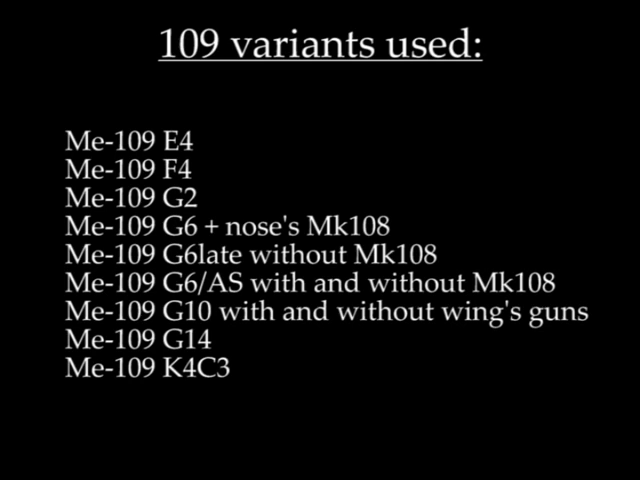 109 variants used:
Me-109 E4
Me-109 F4
Me-109 G2
Me-109 G6 + nose's Mk108
Me-109 G6late without Mk108
Me-109 G6/AS with and without Mk108
Me-109 G10 with and without wing's guns
Me-109 G14
Me-109 K4C3